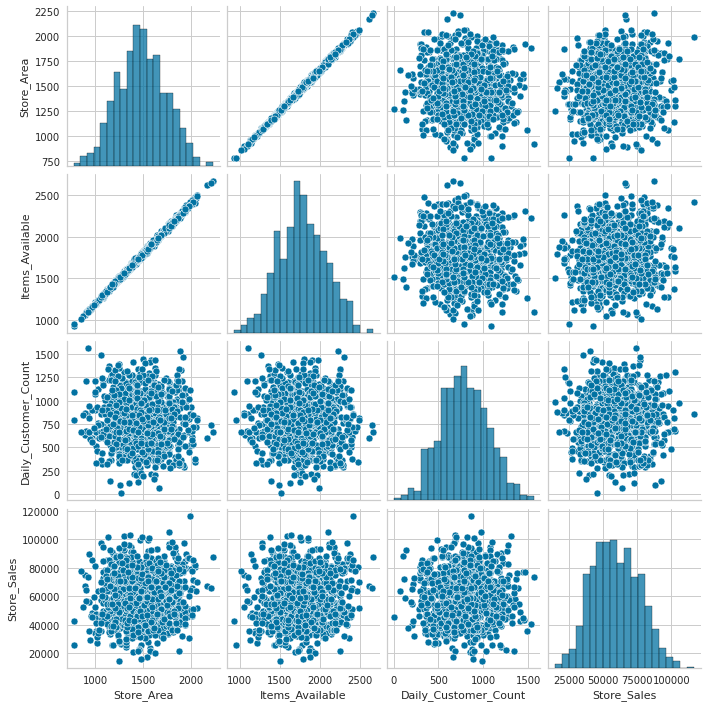 2250
2000
1750
1500
1250
1000
750
Store_Area
2500
2000
1500
1000
Items_Available
1500
1250
1000
750
500
250
0
Daily_Customer_Count
120000
100000
80000
60000
40000
20000
Store_Sales
1000 1500 2000
Store_Area
1000 1500 2000 2500
Items_Available
0 500 1000 1500
Daily_Customer_Count
25000 50000 75000 100000
Store_Sales